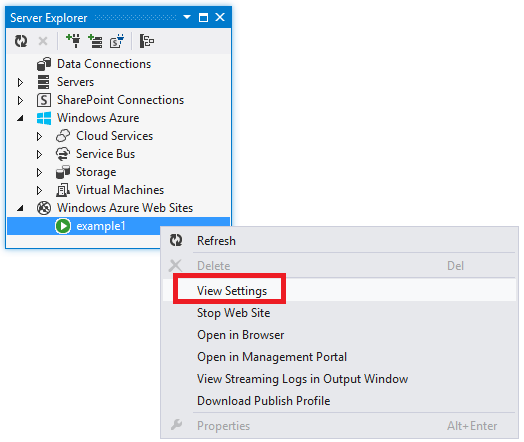 Server Explorer
Data Connections
Servers
SharePoint Connections
Windows Azure
Cloud Services
Service Bus
Storage
Virtual Machines
Windows Azure Web Sites
example1
Refresh
Delete Del
View Settings
Stop Web Site
Open in Browser
Open in Management Portal
View Streaming Logs in Output Window
Download Publish Profile
Properties Alt+Enter